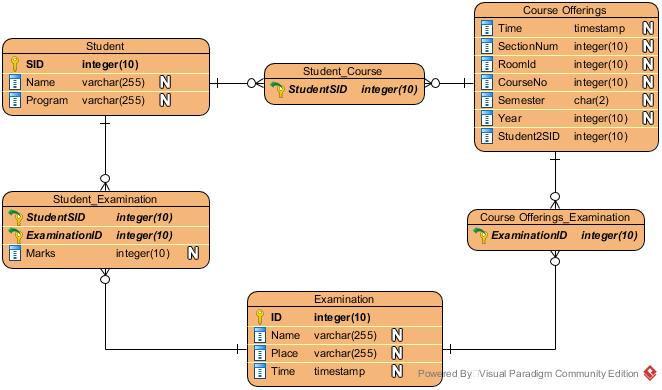 Student
SID integer(10)
Name varchar(255) N
Program varchar(255) N
Student_Course
StudentSID integer(10)
Course Offerings
Time timestamp N
SectionNum integer(10) N
RoomId integer(10) N
CourseNo integer(10) N
Semester char(2) N
Year integer(10) N
Student2SID integer(10)
Student_Examination
StudentSID integer(10)
ExaminationID integer(10)
Marks integer(10) N
Course Offerings_Examination
ExaminationID integer(10)
Examination
ID integer(10)
Name varchar(255) N
Place varchar(255) N
Time timestamp N
Powered By Visual Paradigm Community Edition